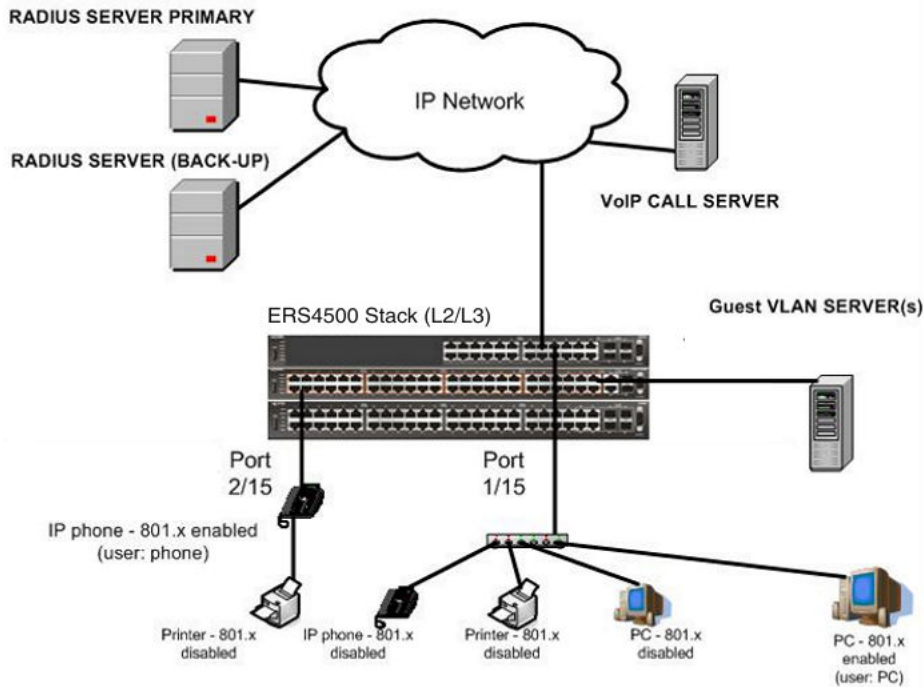 RADIUS SERVER PRIMARY
IP Network
RADIUS SERVER (BACK-UP)
VoIP CALL SERVER
ERS4500 Stack (L2/L3)
Guest VLAN SERVER(s)
Port
2/15
Port
1/15
IP phone - 801.x enabled
(user: phone)
Printer - 801.x
disabled
IP phone - 801.x
disabled
Printer - 801.x
disabled
PC - 801.x
disabled
PC - 801.x
enabled
(user: PC)